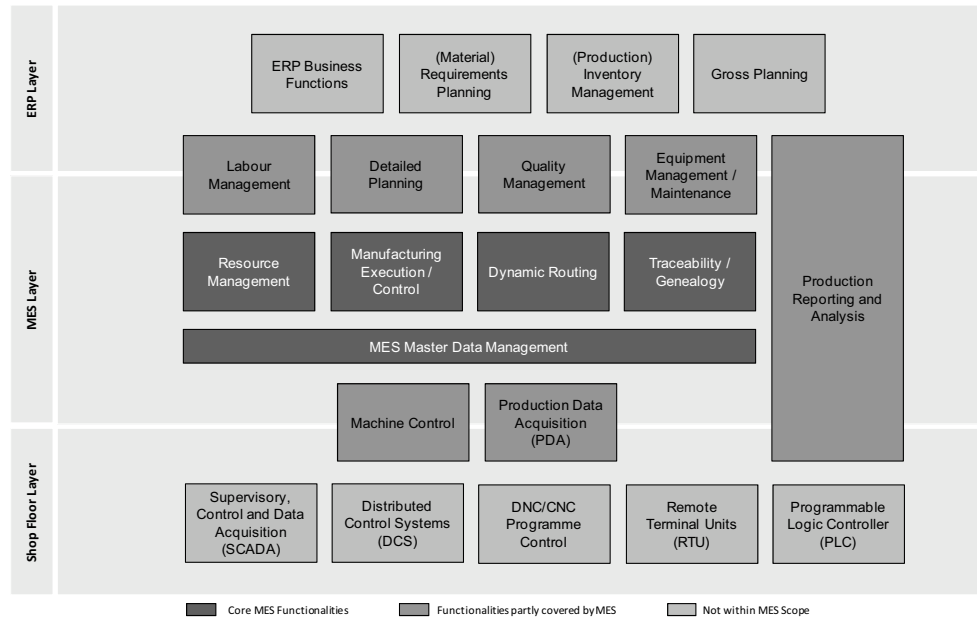 ERP Layer
ERP Business
Functions
(Material)
Requirements
Planning
(Production)
Inventory
Management
Gross Planning
Labour
Management
Detailed
Planning
Quality
Management
Equipment
Management /
Maintenance
MES Layer
Resource
Management
Manufacturing
Execution /
Control
Dynamic Routing
Traceability /
Genealogy
Production
Reporting and
Analysis
MES Master Data Management
Machine Control
Production Data
Acquisition
(PDA)
Shop Floor Layer
Supervisory,
Control and Data
Acquisition
(SCADA)
Distributed
Control Systems
(DCS)
DNC/CNC
Programme
Control
Remote
Terminal Units
(RTU)
Programmable
Logic Controller
(PLC)
Core MES Functionalities
Functionalities partly covered by MES
Not within MES Scope